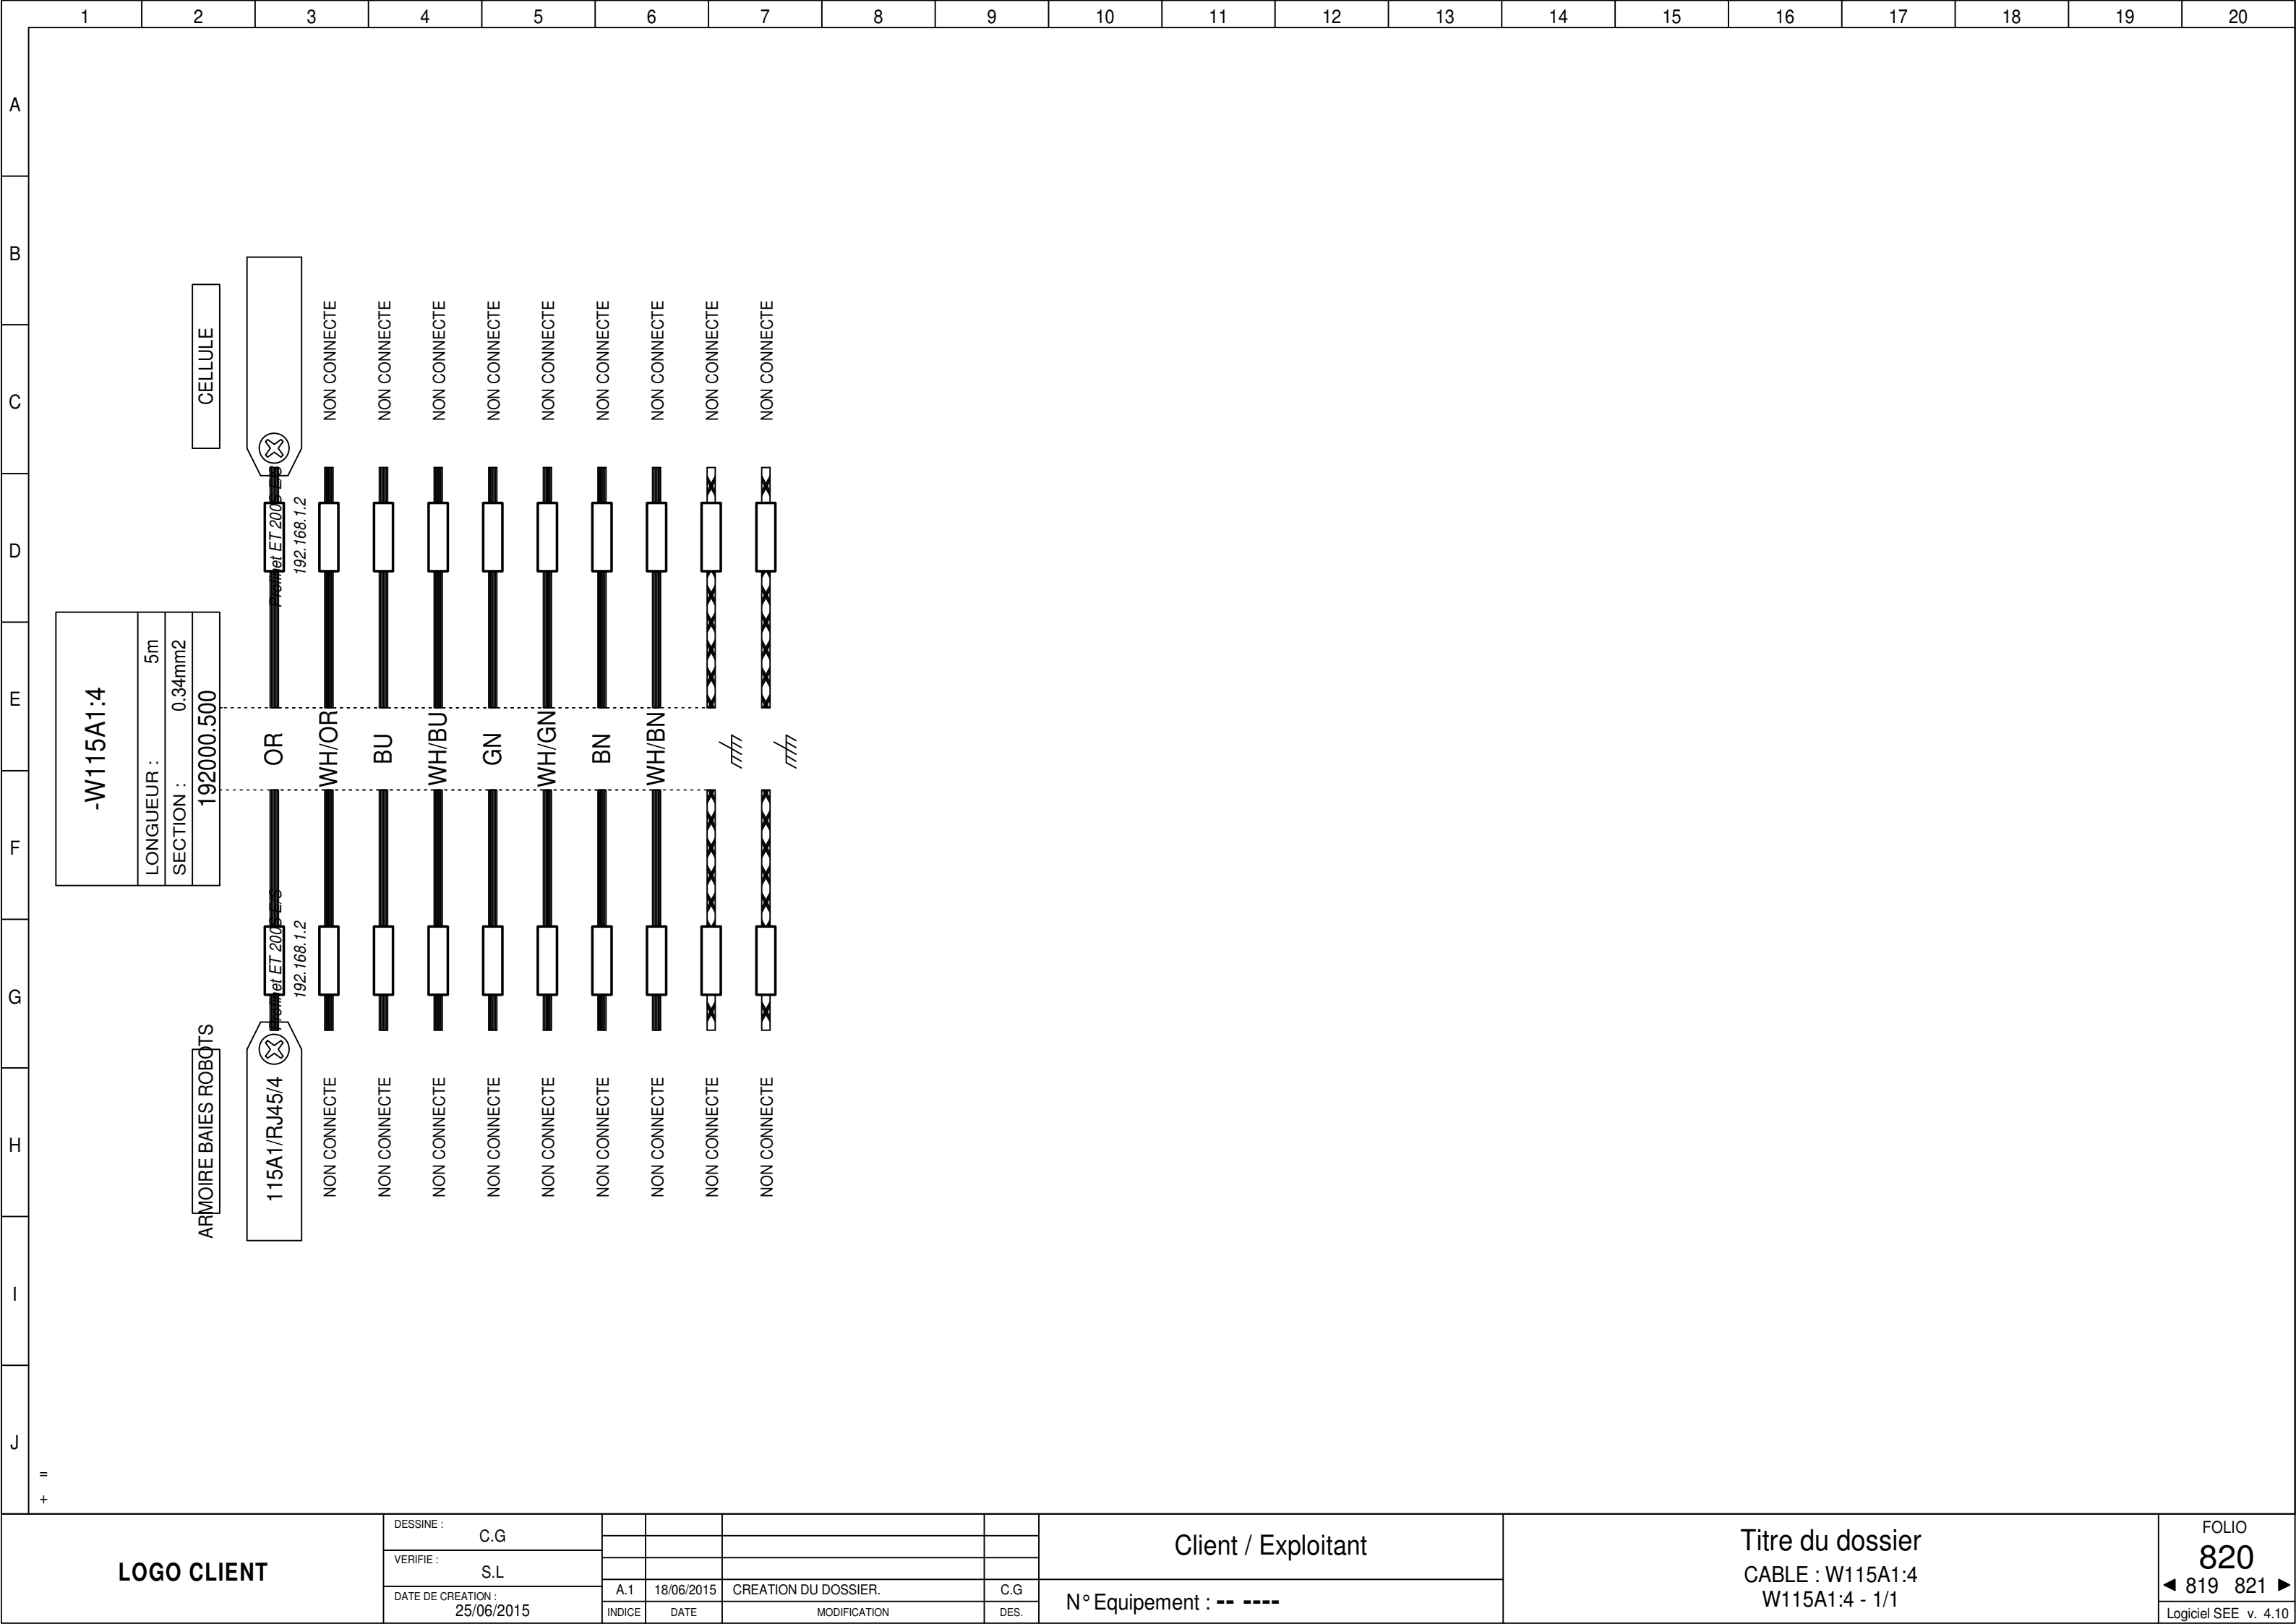 1 2 3 4 5 6 7 8 9 10 11 12 13 14 15 16 17 18 19 20
A
B
C
D
E
F
G
H
I
J
-W115A1:4
LONGUEUR : 5m
SECTION : 0.34mm2
192000.500
CELLULE
ARMOIRE BAIES ROBOTS
115A1/RJ45/4
Profinet ET 200S E/S
192.168.1.2
Profinet ET 200S E/S
192.168.1.2
NON CONNECTE
NON CONNECTE
NON CONNECTE
NON CONNECTE
NON CONNECTE
NON CONNECTE
NON CONNECTE
NON CONNECTE
NON CONNECTE
OR
WH/OR
BU
WH/BU
GN
WH/GN
BN
WH/BN
NON CONNECTE
NON CONNECTE
NON CONNECTE
NON CONNECTE
NON CONNECTE
NON CONNECTE
NON CONNECTE
NON CONNECTE
NON CONNECTE
=
+
LOGO CLIENT
DESSINE :
C.G
VERIFIE :
S.L
DATE DE CREATION :
25/06/2015
A.1 18/06/2015 CREATION DU DOSSIER. C.G
INDICE DATE MODIFICATION DES.
Client / Exploitant
N° Equipement : -- ----
Titre du dossier
CABLE : W115A1:4
W115A1:4 - 1/1
FOLIO
820
819 821
Logiciel SEE v. 4.10